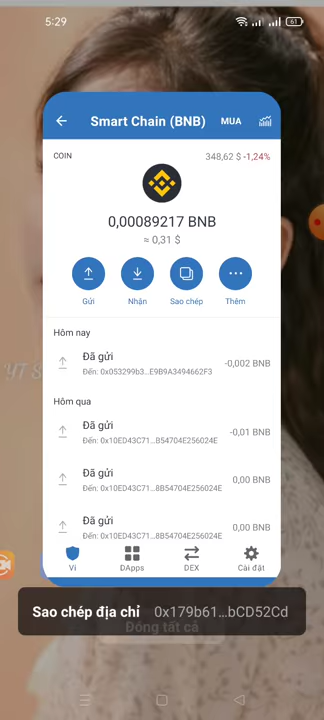 5:29
61
Smart Chain (BNB)
MUA
COIN
348,62 $ -1,24%
0,00089217 BNB
≈ 0,31 $
Gửi
Nhận
Sao chép
Thêm
Hôm nay
Đã gửi
-0,002 BNB
Đến: 0x053299b3...E9B9A3494662F3
Hôm qua
Đã gửi
-0,01 BNB
Đến: 0x10ED43C71...B54704E256024E
Đã gửi
0,00 BNB
Đến: 0x10ED43C71...8B54704E256024E
Đã gửi
0,00 BNB
Đến: 0x10ED43C71...8B54704E256024E
Ví
DApps
DEX
Cài đặt
Sao chép địa chỉ 0x179b61...bCD52Cd
Đóng tất cả
YT S